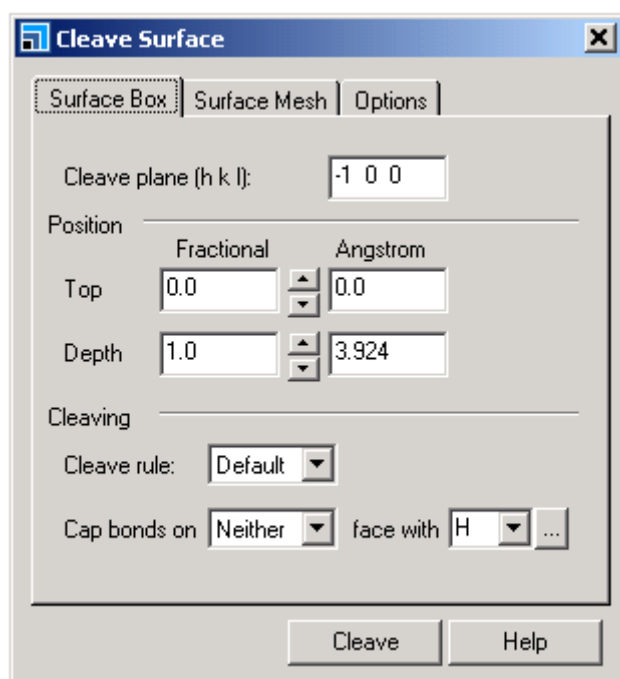 Cleave Surface
Surface Box Surface Mesh Options
Cleave plane (h k l): -1 0 0
Position
Fractional Angstrom
Top 0.0 0.0
Depth 1.0 3.924
Cleaving
Cleave rule: Default
Cap bonds on Neither face with H ...
Cleave Help